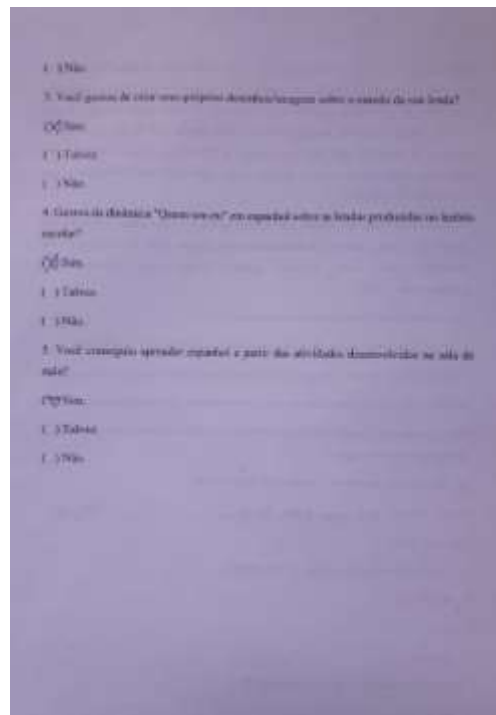 ( ) Não.
3. Você gostou de criar seus próprios desenhos/imagens sobre o enredo da sua lenda?
(X) Sim.
( ) Talvez.
( ) Não.
4. Gostou da dinâmica "Quem sou eu" em espanhol sobre as lendas produzidas no âmbito
escolar?
(X) Sim.
( ) Talvez.
( ) Não.
5. Você conseguiu aprender espanhol a partir das atividades desenvolvidas na sala de
aula?
(X) Sim.
( ) Talvez.
( ) Não.